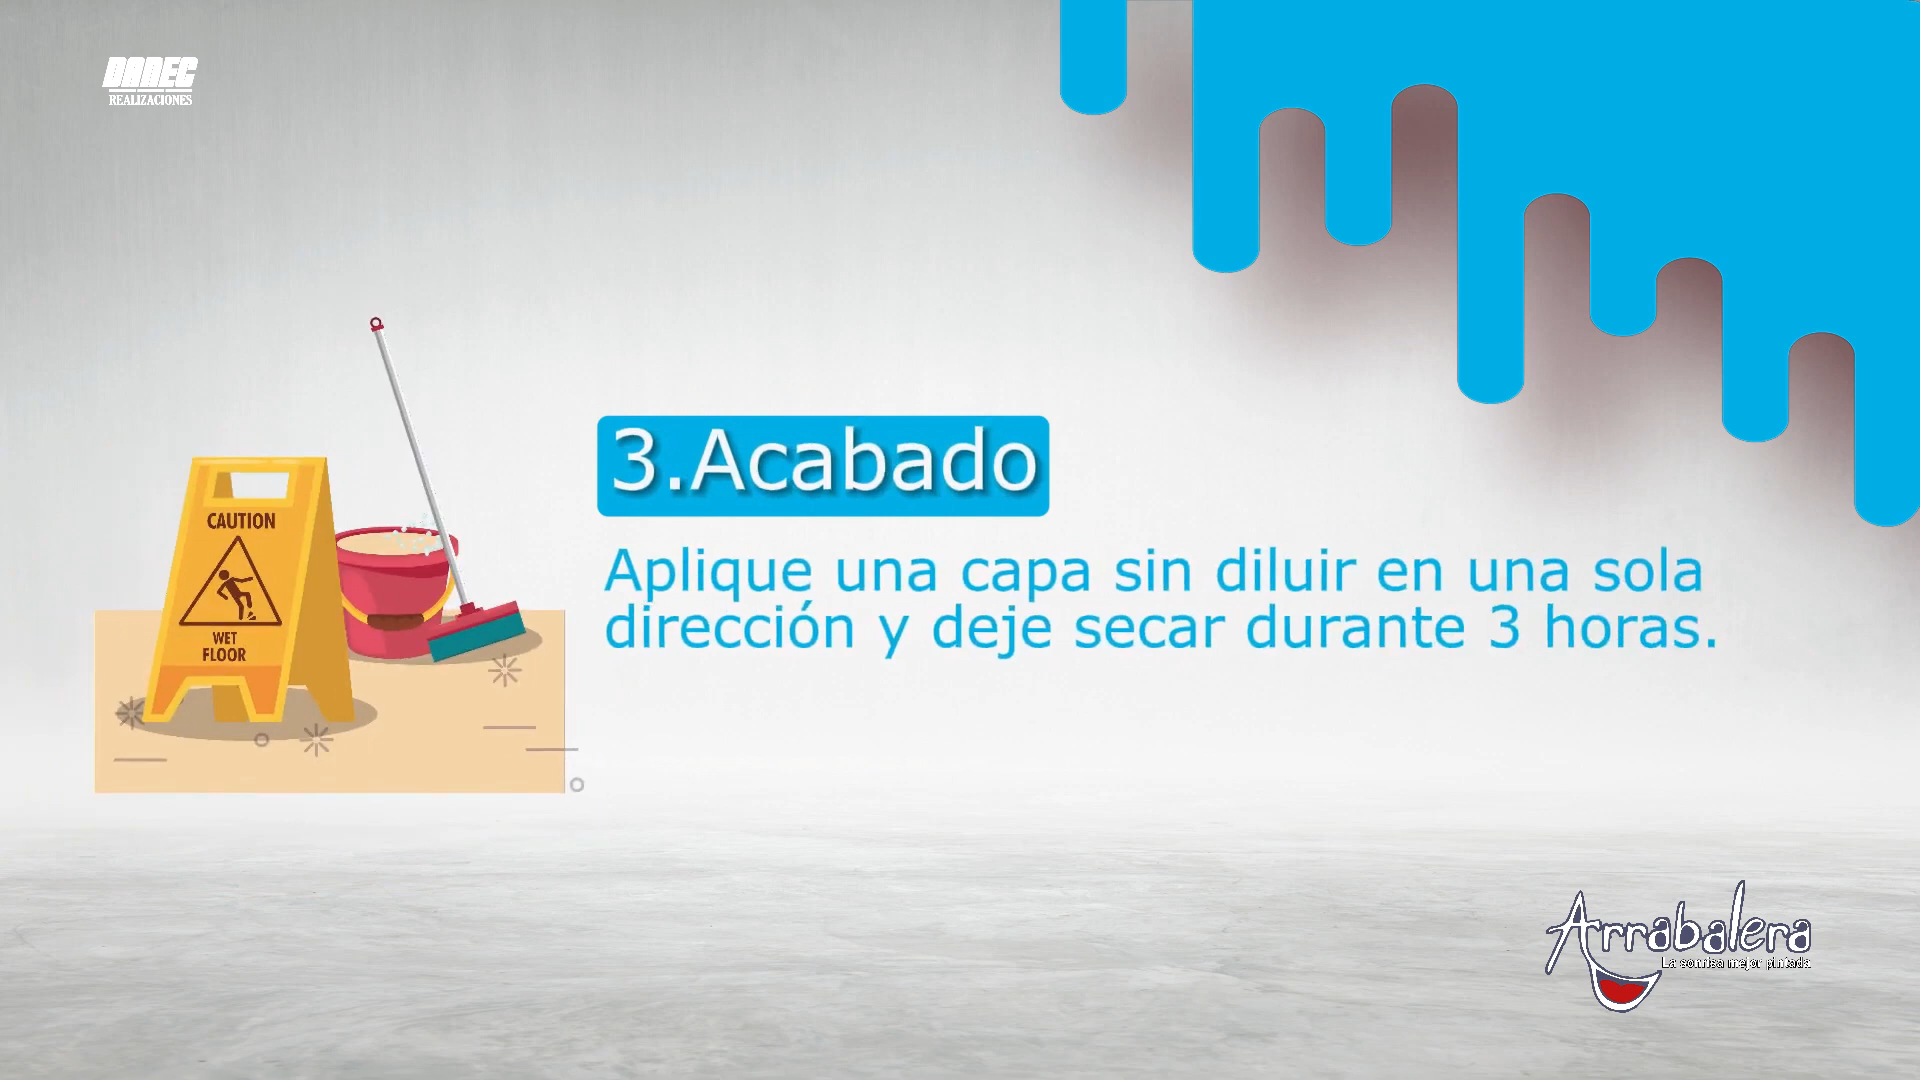 DANEC
REALIZACIONES
3.Acabado
Aplique una capa sin diluir en una sola
dirección y deje secar durante 3 horas.
CAUTION
WET
FLOOR
Arrabalera
La sonrisa mejor pintada